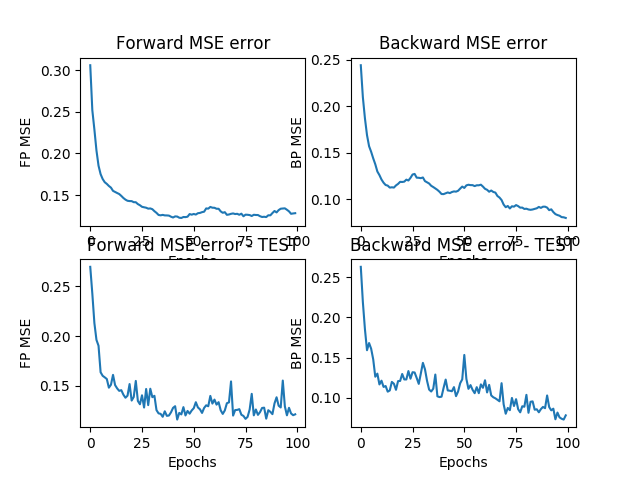 Forward MSE error
Backward MSE error
0.30
0.25
0.20
0.15
FP MSE
0.25
0.20
0.15
0.10
BP MSE
0 25 50 75 100
0 25 50 75 100
Epochs
Epochs
Forward MSE error - TEST
Backward MSE error - TEST
0.25
0.20
0.15
FP MSE
0.25
0.20
0.15
0.10
BP MSE
0 25 50 75 100
0 25 50 75 100
Epochs
Epochs